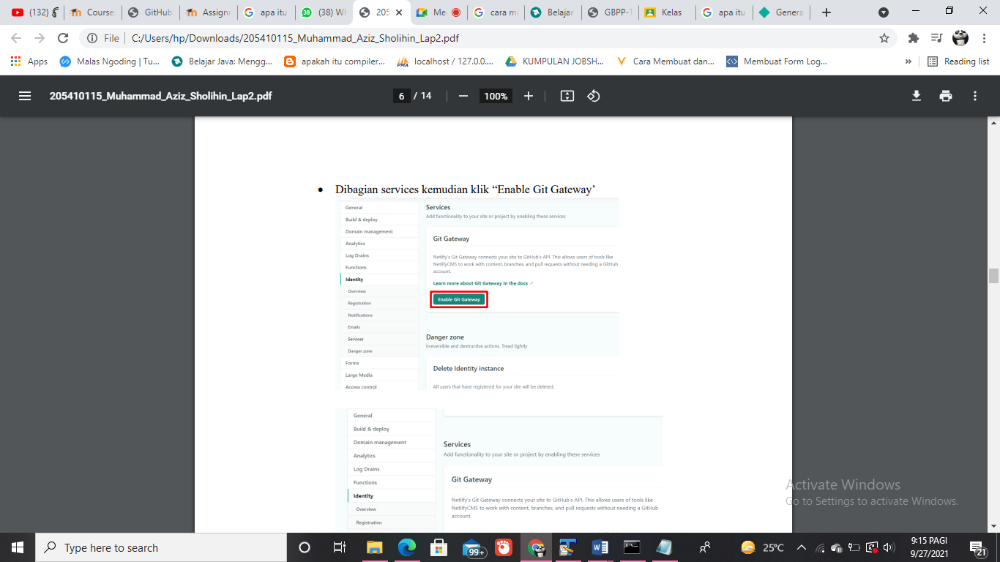 (132)
Course
GitHub
Assignm
apa itu
(38) Wh
205
Me
cara m
Belajar
GBPP-T
Kelas
apa itu
Genera
File
C:/Users/hp/Downloads/205410115_Muhammad_Aziz_Sholihin_Lap2.pdf
Apps
Malas Ngoding | Tu...
Belajar Java: Mengg...
apakah itu compiler...
localhost / 127.0.0....
KUMPULAN JOBSH...
Cara Membuat dan...
Membuat Form Log...
»
Reading list
205410115_Muhammad_Aziz_Sholihin_Lap2.pdf
6 / 14
100%
• Dibagian services kemudian klik “Enable Git Gateway’
General
Build & deploy
Domain management
Analytics
Log Drains
Functions
Identity
Overview
Registration
Notifications
Emails
Services
Danger zone
Forms
Large Media
Access control
Services
Add functionality to your site or project by enabling these services
Git Gateway
Netlify's Git Gateway connects your site to GitHub's API. This allows users of tools like
NetlifyCMS to work with content, branches, and pull requests without needing a GitHub
account.
Learn more about Git Gateway in the docs
Enable Git Gateway
Danger zone
Irreversible and destructive actions. Tread lightly
Delete Identity instance
All users that have registered for your site will be deleted.
General
Build & deploy
Domain management
Analytics
Log Drains
Functions
Identity
Overview
Registration
Services
Add functionality to your site or project by enabling these services
Git Gateway
Netlify's Git Gateway connects your site to GitHub's API. This allows users of tools like
NetlifyCMS to work with content, branches, and pull requests without needing a GitHub
account.
Activate Windows
Go to Settings to activate Windows.
Type here to search
99+
25°C
9:15 PAGI
9/27/2021
21